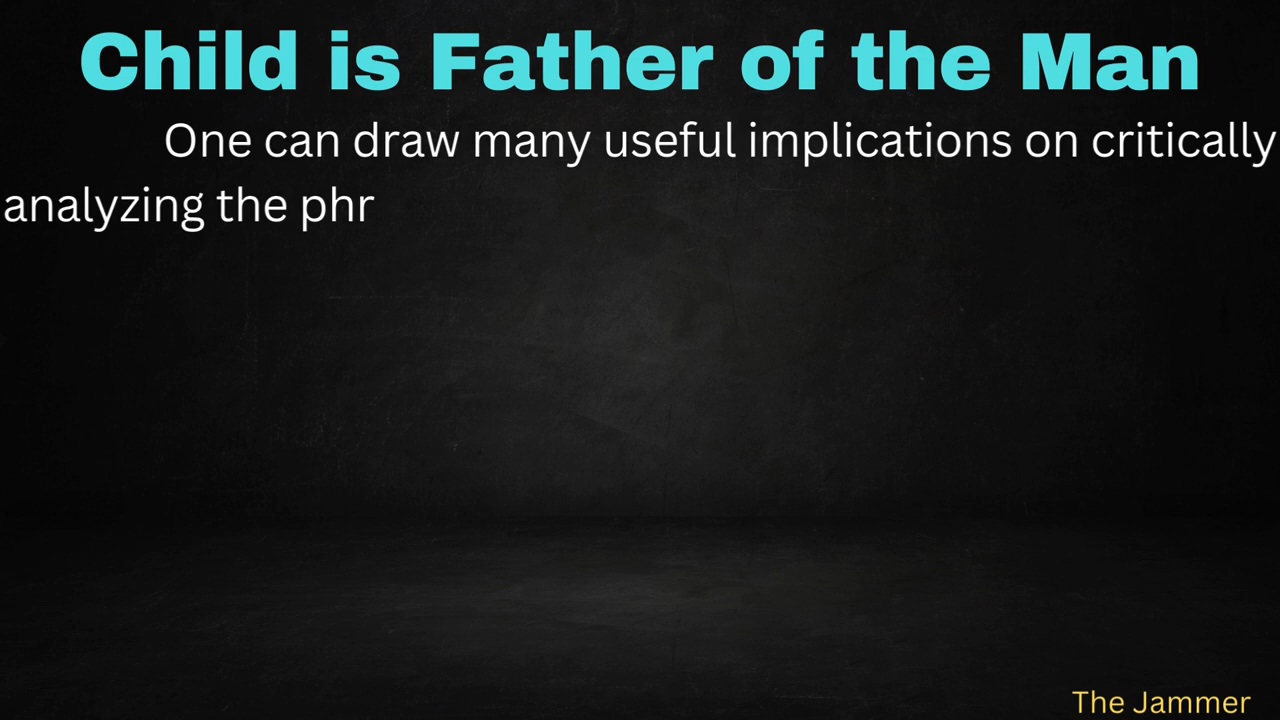 Child is Father of the Man
One can draw many useful implications on critically
analyzing the phr
The Jammer